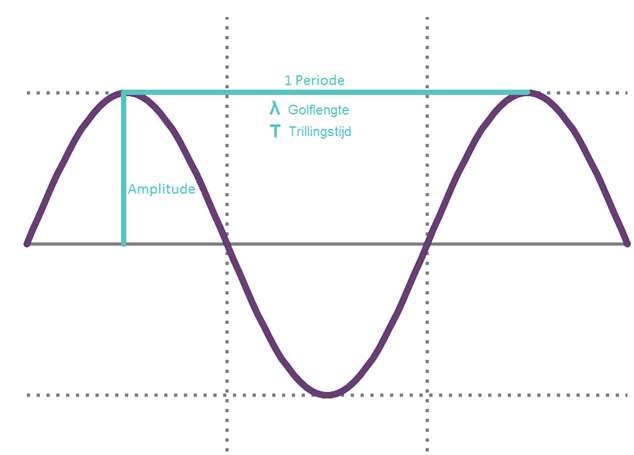 1 Periode
λ Golflengte
T Trillingstijd
Amplitude